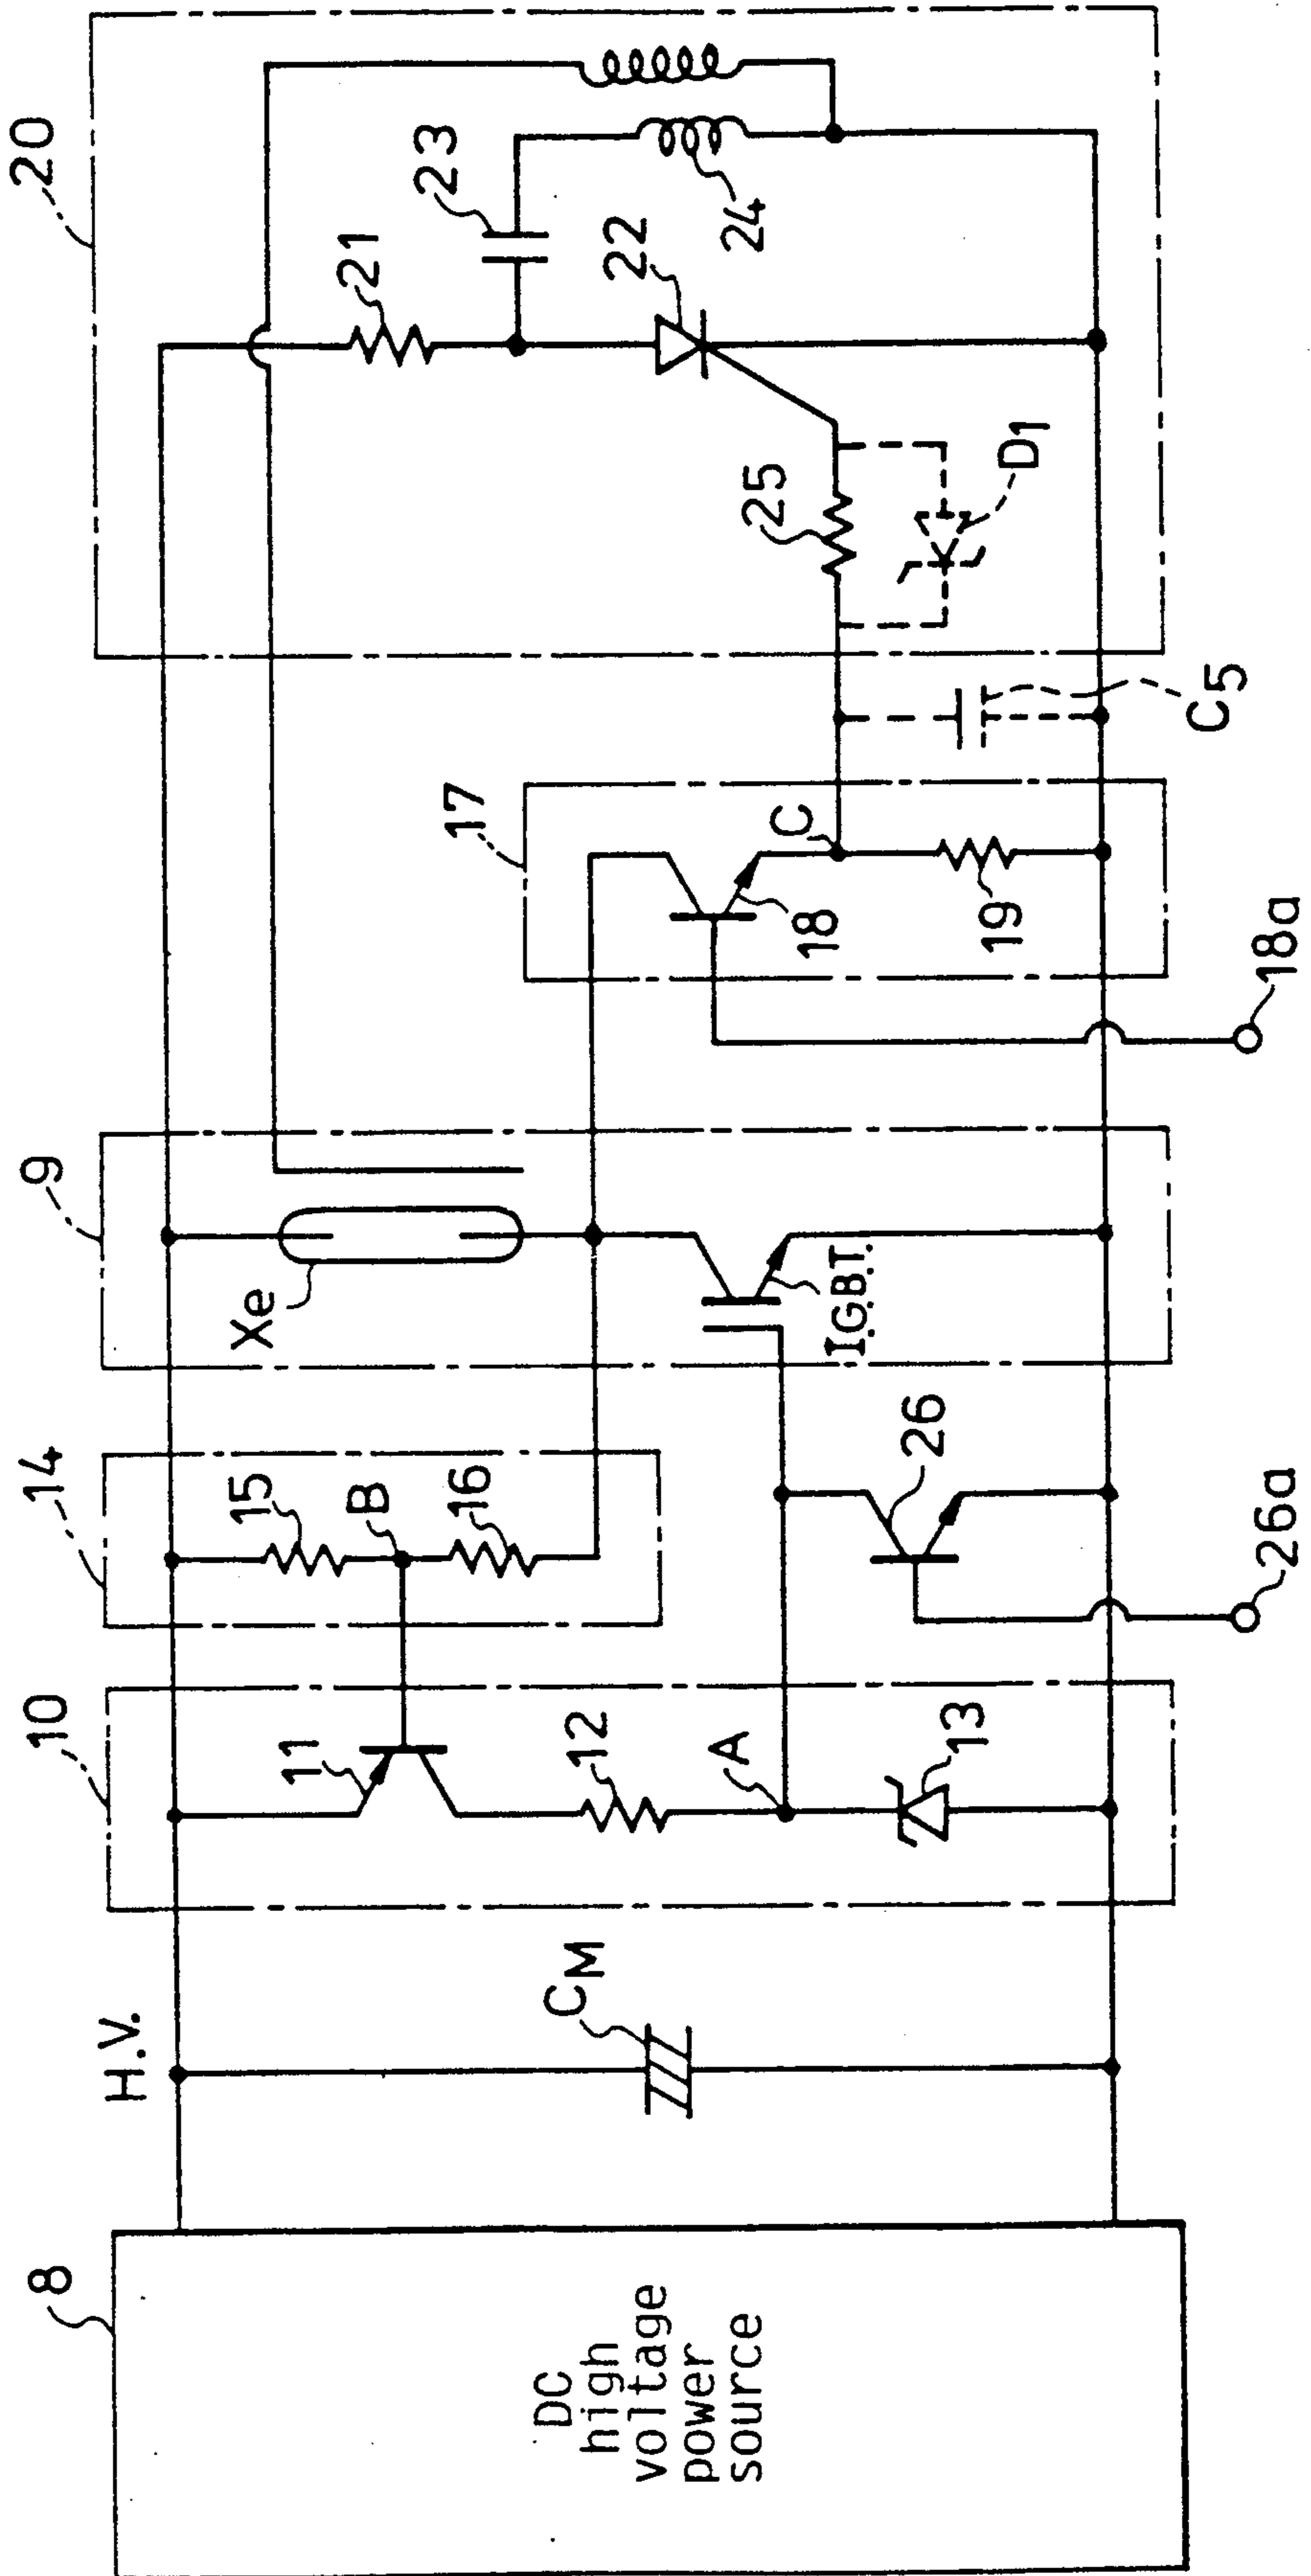 8
DC
high
voltage
power
source
H.V.
CM
10
11
12
A
13
14
15
B
16
26
26a
9
Xe
I.G.B.T.
17
18
C
19
18a
C5
20
21
22
23
24
25
D1